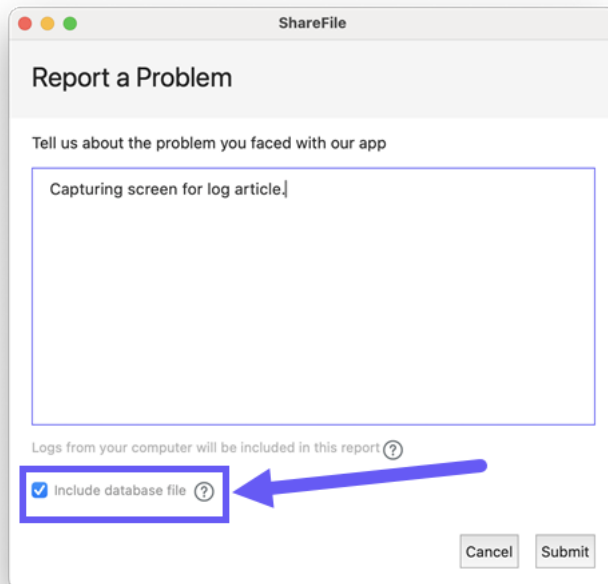 ShareFile
Report a Problem
Tell us about the problem you faced with our app
Capturing screen for log article.
Logs from your computer will be included in this report ?
Include database file ?
Cancel Submit